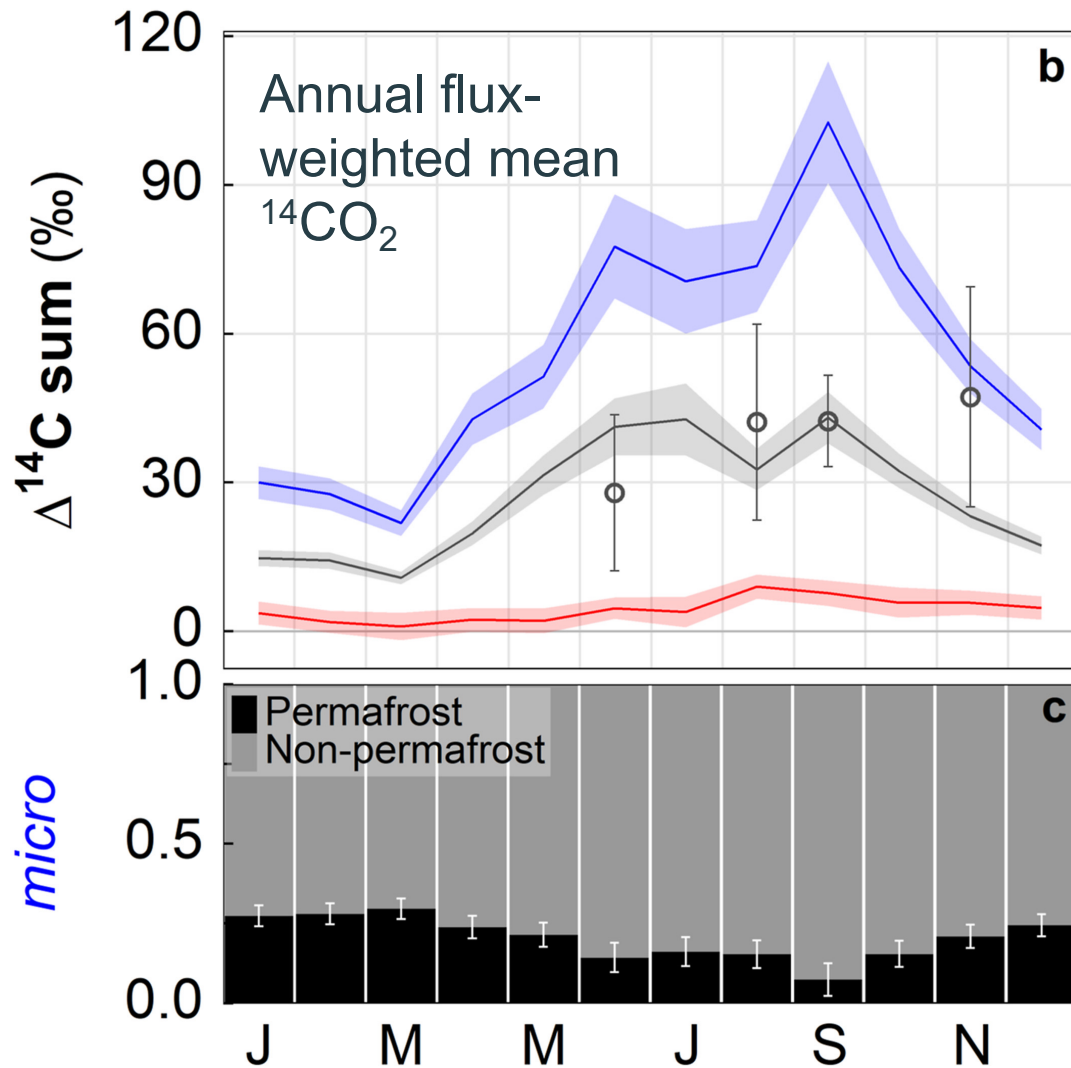 120
b
Annual flux-
weighted mean
¹⁴CO₂
90
60
30
0
Δ¹⁴C sum (‰)
1.0
c
Permafrost
Non-permafrost
0.5
0.0
micro
J M M J S N